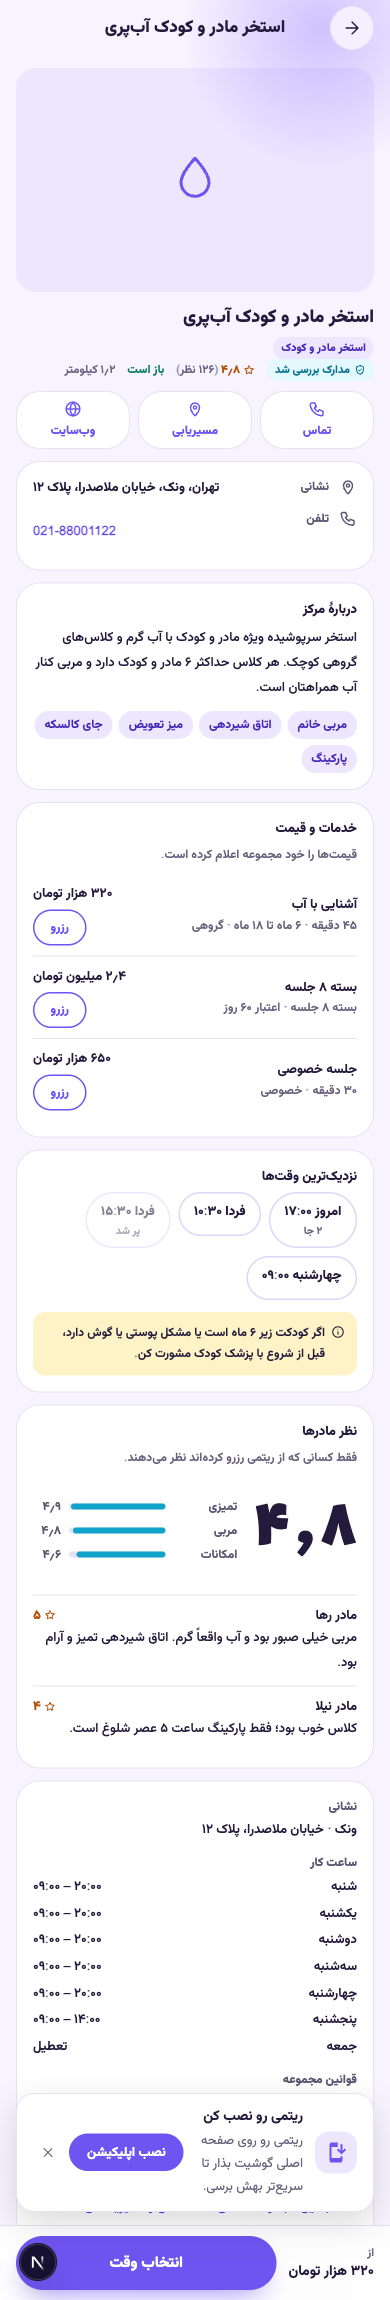 استخر مادر و کودک آب‌پری
استخر مادر و کودک آب‌پری
استخر مادر و کودک
مدارک بررسی شد ۴٫۸ (۱۲۶ نظر) باز است ۱٫۲ کیلومتر
تماس
مسیریابی
وب‌سایت
نشانی تهران، ونک، خیابان ملاصدرا، پلاک ۱۲
تلفن
021-88001122
دربارهٔ مرکز
استخر سرپوشیده ویژه مادر و کودک با آب گرم و کلاس‌های
گروهی کوچک. هر کلاس حداکثر ۶ مادر و کودک دارد و مربی کنار
آب همراهتان است.
مربی خانم اتاق شیردهی میز تعویض جای کالسکه
پارکینگ
خدمات و قیمت
قیمت‌ها را خود مجموعه اعلام کرده است.
آشنایی با آب ۳۲۰ هزار تومان
۴۵ دقیقه · ۶ ماه تا ۱۸ ماه · گروهی رزرو
بسته ۸ جلسه ۲٫۴ میلیون تومان
بسته ۸ جلسه · اعتبار ۶۰ روز رزرو
جلسه خصوصی ۶۵۰ هزار تومان
۳۰ دقیقه · خصوصی رزرو
نزدیک‌ترین وقت‌ها
امروز ۱۷:۰۰ فردا ۱۰:۳۰ فردا ۱۵:۳۰
۲ جا پر شد
چهارشنبه ۰۹:۰۰
اگر کودکت زیر ۶ ماه است یا مشکل پوستی یا گوش دارد،
قبل از شروع با پزشک کودک مشورت کن.
نظر مادرها
فقط کسانی که از ریتمی رزرو کرده‌اند نظر می‌دهند.
۴٫۸
تمیزی ۴٫۹
مربی ۴٫۸
امکانات ۴٫۶
مادر رها ۵
مربی خیلی صبور بود و آب واقعاً گرم. اتاق شیردهی تمیز و آرام
بود.
مادر نیلا ۴
کلاس خوب بود؛ فقط پارکینگ ساعت ۵ عصر شلوغ است.
نشانی
ونک · خیابان ملاصدرا، پلاک ۱۲
ساعت کار
شنبه ۰۹:۰۰ – ۲۰:۰۰
یکشنبه ۰۹:۰۰ – ۲۰:۰۰
دوشنبه ۰۹:۰۰ – ۲۰:۰۰
سه‌شنبه ۰۹:۰۰ – ۲۰:۰۰
چهارشنبه ۰۹:۰۰ – ۲۰:۰۰
پنجشنبه ۰۹:۰۰ – ۱۴:۰۰
جمعه تعطیل
قوانین مجموعه
ریتمی رو نصب کن
ریتمی رو روی صفحه
اصلی گوشیت بذار تا
سریع‌تر بهش برسی.
نصب اپلیکیشن
از
۳۲۰ هزار تومان
انتخاب وقت
N